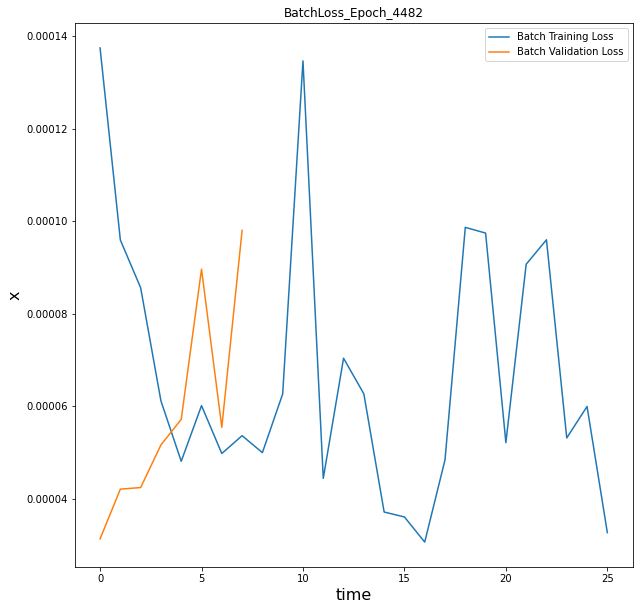 BatchLoss_Epoch_4482
Batch Training Loss
Batch Validation Loss
0.00014
0.00012
0.00010
0.00008
0.00006
0.00004
x
0 5 10 15 20 25
time